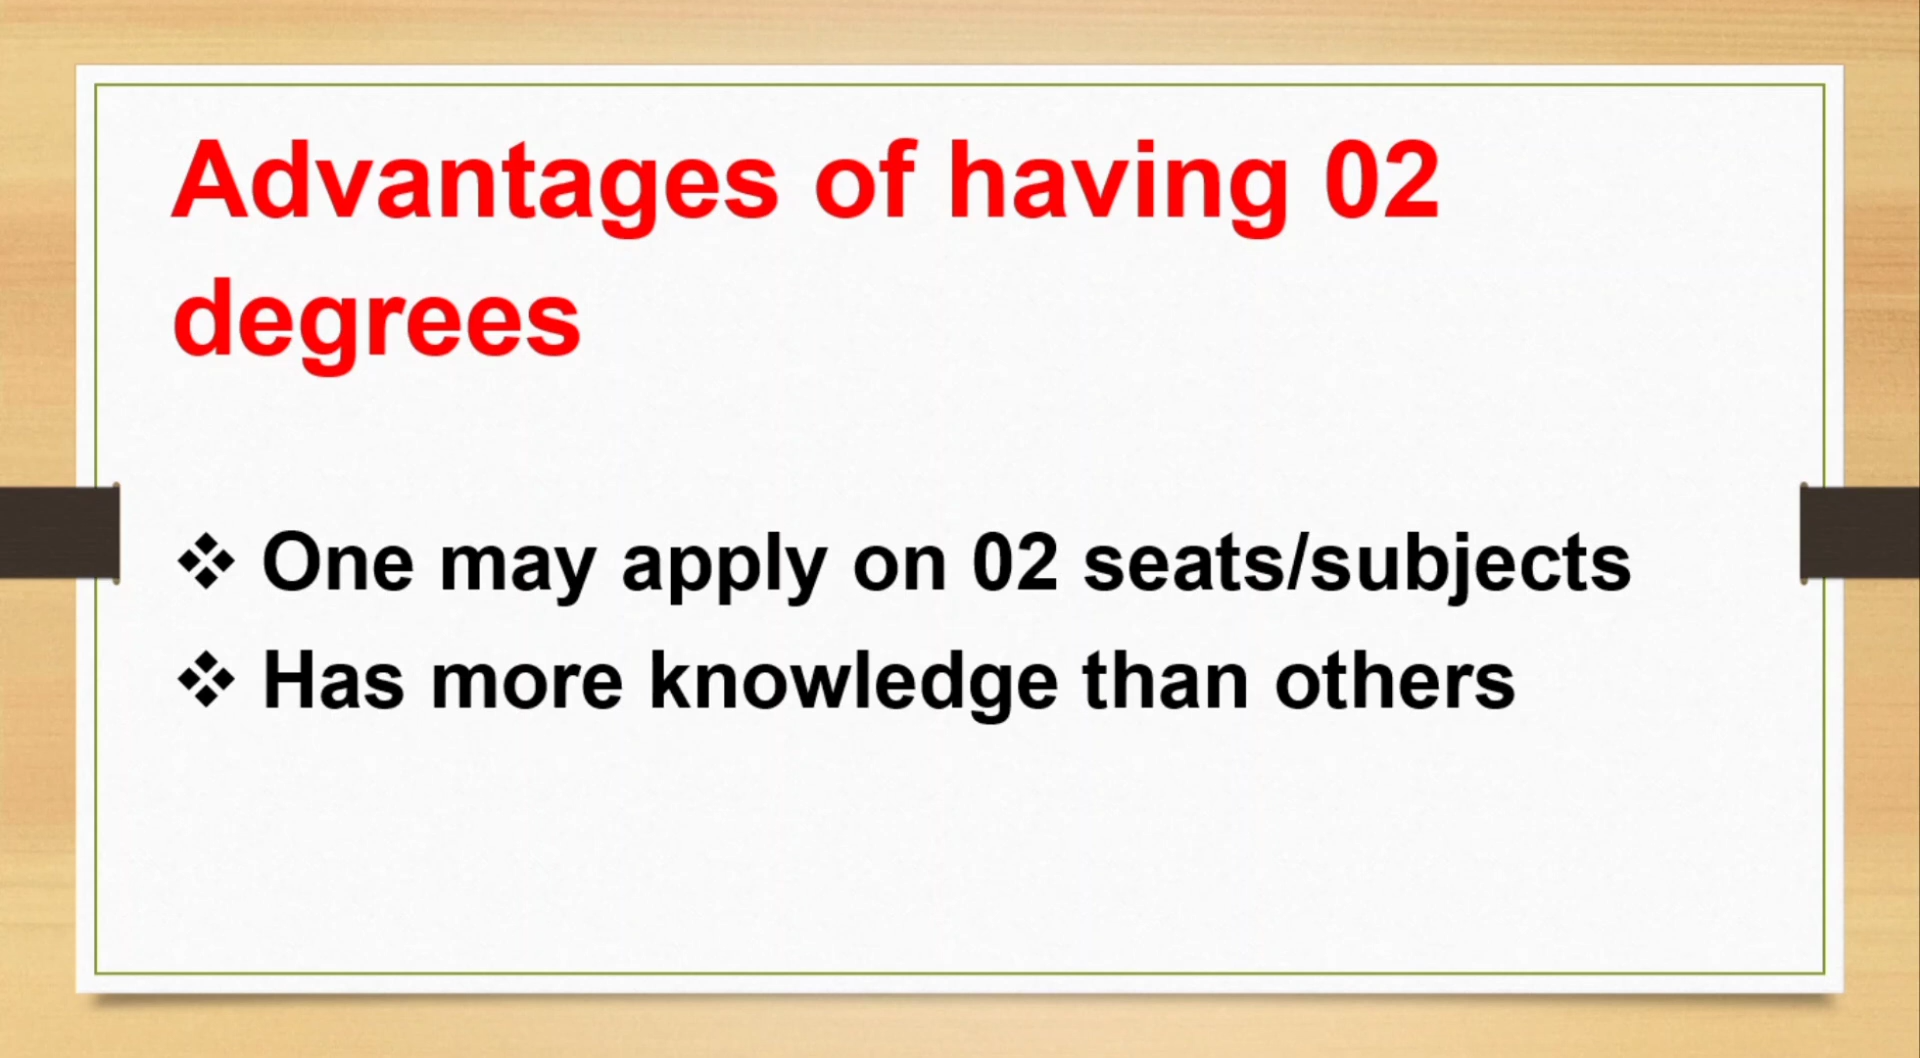 Advantages of having 02
degrees
❖ One may apply on 02 seats/subjects
❖ Has more knowledge than others